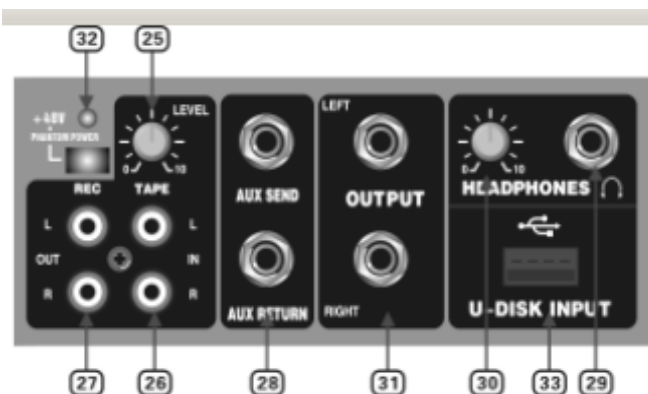 32 25
+48V
PHANTOM POWER
LEVEL
0 10
REC TAPE
L L
OUT IN
R R
AUX SEND
AUX RETURN
LEFT
OUTPUT
RIGHT
0 10
HEADPHONES
U-DISK INPUT
27 26 28 31 30 33 29